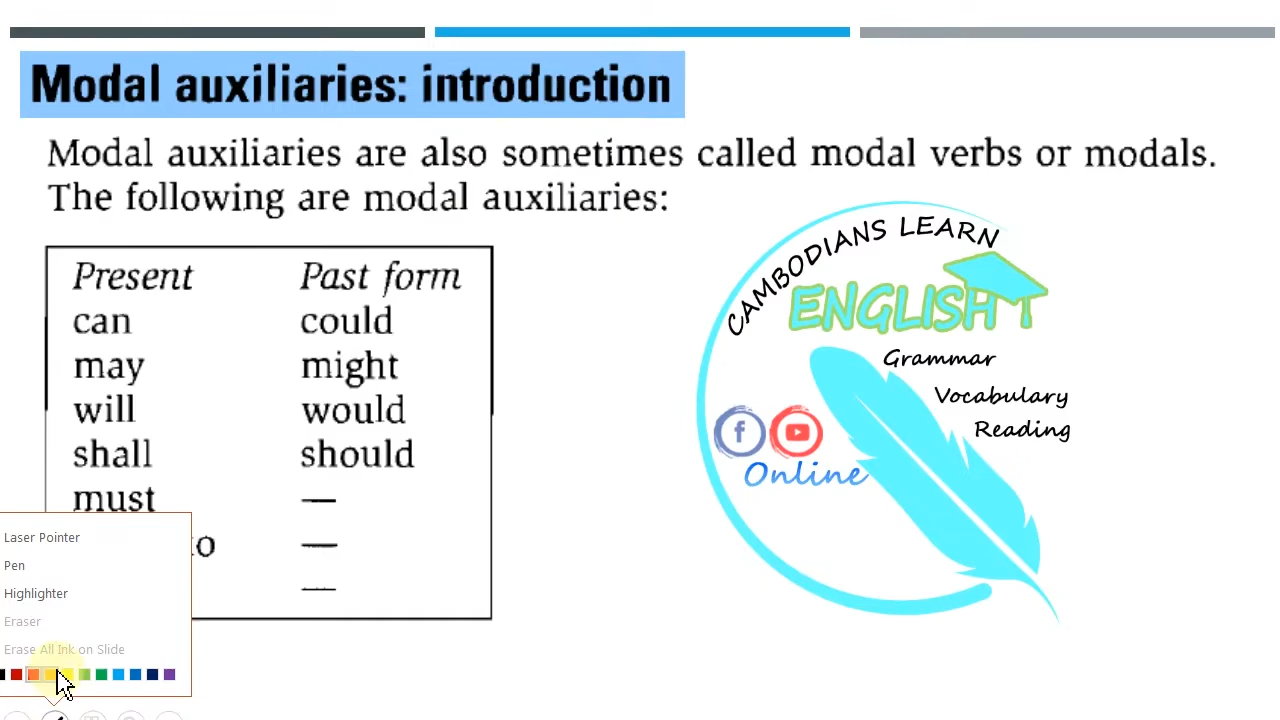 Modal auxiliaries: introduction
Modal auxiliaries are also sometimes called modal verbs or modals.
The following are modal auxiliaries:
Present Past form
can could
may might
will would
shall should
must —
to —
—
CAMBODIANS LEARN
ENGLISH
Grammar
Vocabulary
Reading
f
Online
Laser Pointer
Pen
Highlighter
Eraser
Erase All Ink on Slide